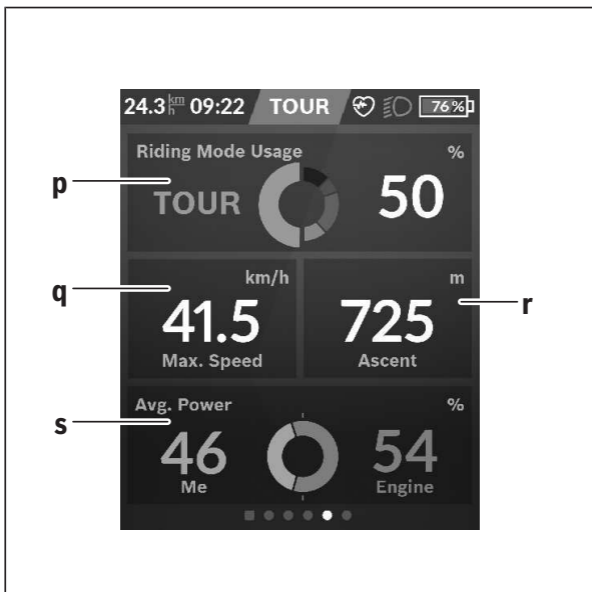 24.3 km/h 09:22 TOUR 76%
Riding Mode Usage %
p
TOUR 50
q
km/h
41.5
Max. Speed
m
r
725
Ascent
s
Avg. Power %
46
Me
54
Engine